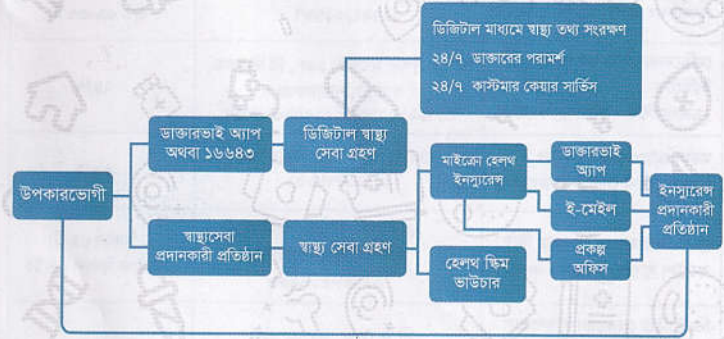 ডিজিটাল মাধ্যমে স্বাস্থ্য তথ্য সংরক্ষণ
২৪/৭ ডাক্তারের পরামর্শ
২৪/৭ কাস্টমার কেয়ার সার্ভিস
ডাক্তারভাই অ্যাপ
অথবা ১৬৬৪৩
ডিজিটাল স্বাস্থ্য
সেবা গ্রহণ
উপকারভোগী
স্বাস্থ্যসেবা
প্রদানকারী প্রতিষ্ঠান
স্বাস্থ্য সেবা গ্রহণ
মাইক্রো হেলথ
ইনস্যুরেন্স
হেলথ স্কিম
ভাউচার
ডাক্তারভাই
অ্যাপ
ই-মেইল
প্রকল্প
অফিস
ইনস্যুরেন্স
প্রদানকারী
প্রতিষ্ঠান